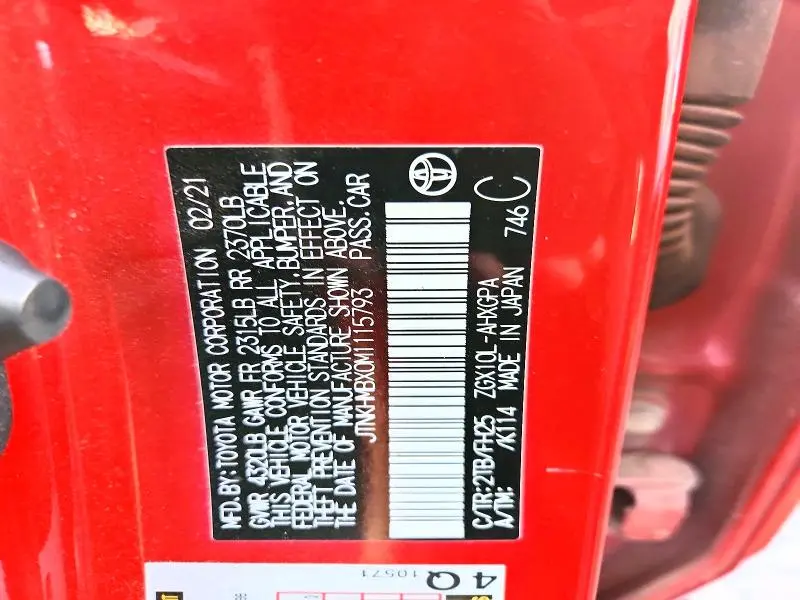 MFD. BY: TOYOTA MOTOR CORPORATION 02/21
GVWR 4320LB GAWR FR 2315LB RR 2370LB
THIS VEHICLE CONFORMS TO ALL APPLICABLE
FEDERAL MOTOR VEHICLE SAFETY, BUMPER, AND
THEFT PREVENTION STANDARDS IN EFFECT ON
THE DATE OF MANUFACTURE SHOWN ABOVE.
JTNKHMBX0M1115793 PASS. CAR
C/TR: 2TB/FH25 ZGX10L-AHXGPA 746C
A/TM: /K114 MADE IN JAPAN
4Q
10571